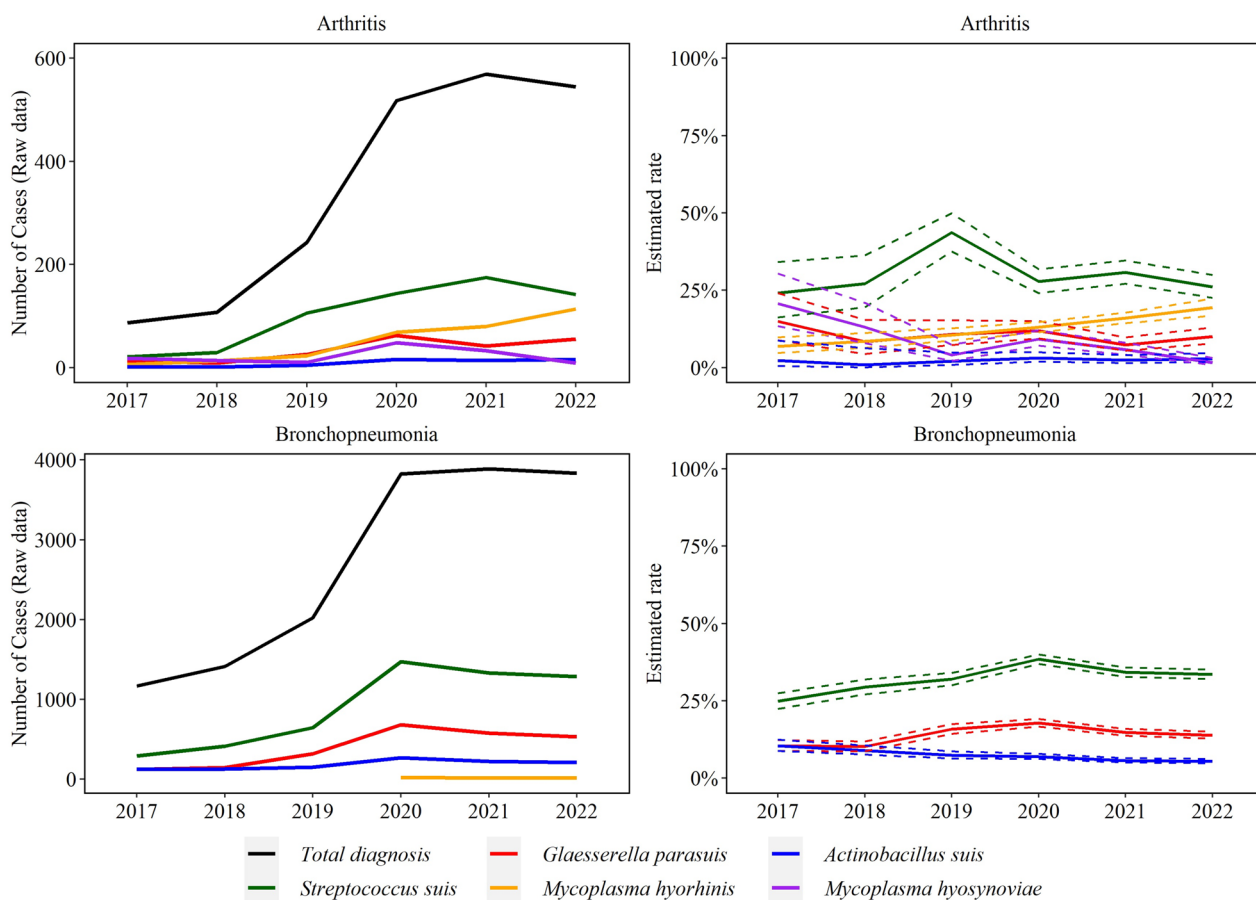 Arthritis
Number of Cases (Raw data)
600
400
200
0
2017 2018 2019 2020 2021 2022
Arthritis
Estimated rate
100%
75%
50%
25%
0%
2017 2018 2019 2020 2021 2022
Bronchopneumonia
Number of Cases (Raw data)
4000
3000
2000
1000
0
2017 2018 2019 2020 2021 2022
Bronchopneumonia
Estimated rate
100%
75%
50%
25%
0%
2017 2018 2019 2020 2021 2022
Total diagnosis Glaesserella parasuis Actinobacillus suis
Streptococcus suis Mycoplasma hyorhinis Mycoplasma hyosynoviae